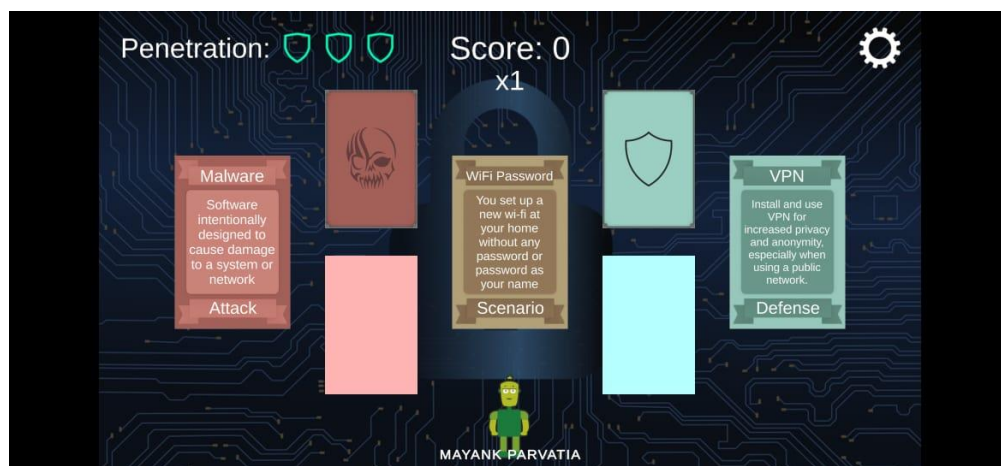 Penetration:
Score: 0
x1
Malware
Software
intentionally
designed to
cause damage
to a system or
network
Attack
WiFi Password
You set up a
new wi-fi at
your home
without any
password or
password as
your name
Scenario
VPN
Install and use
VPN for
increased privacy
and anonymity,
especially when
using a public
network.
Defense
MAYANK PARVATIA